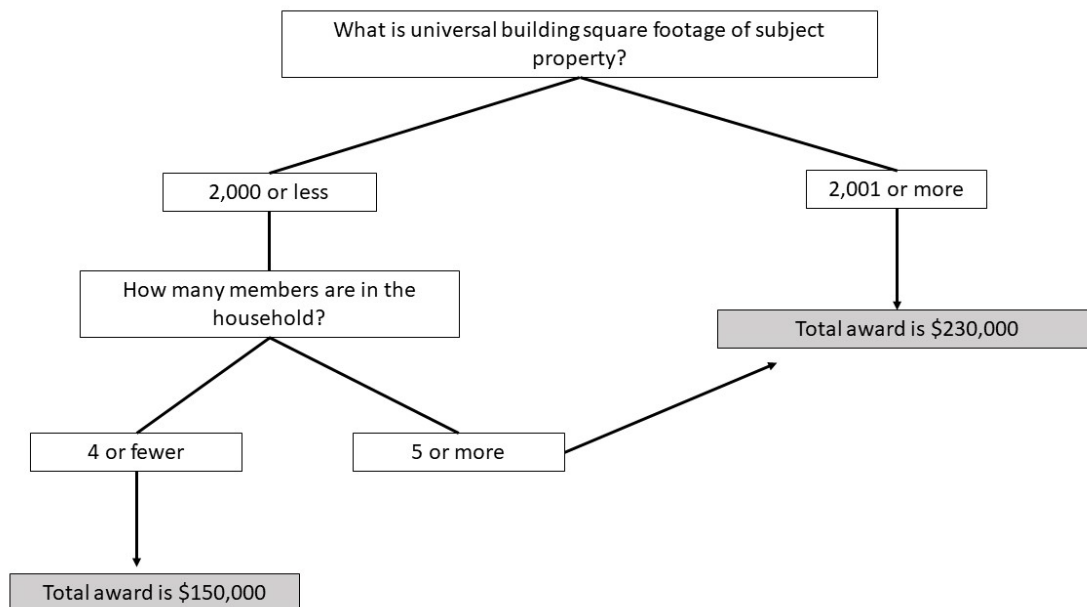 What is universal building square footage of subject
property?
2,000 or less
2,001 or more
How many members are in the
household?
Total award is $230,000
4 or fewer
5 or more
Total award is $150,000